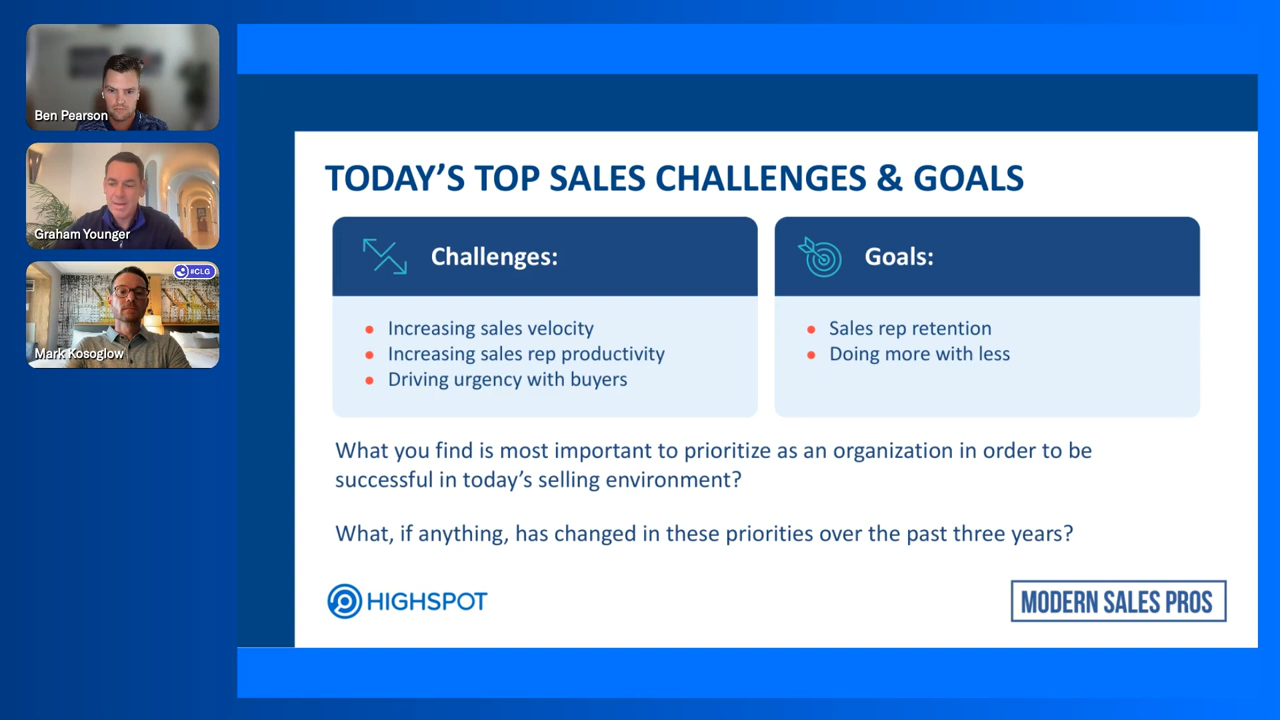 Ben Pearson
Graham Younger
#CLG
Mark Kosoglow
TODAY'S TOP SALES CHALLENGES & GOALS
Challenges:
• Increasing sales velocity
• Increasing sales rep productivity
• Driving urgency with buyers
Goals:
• Sales rep retention
• Doing more with less
What you find is most important to prioritize as an organization in order to be
successful in today's selling environment?
What, if anything, has changed in these priorities over the past three years?
HIGHSPOT
MODERN SALES PROS